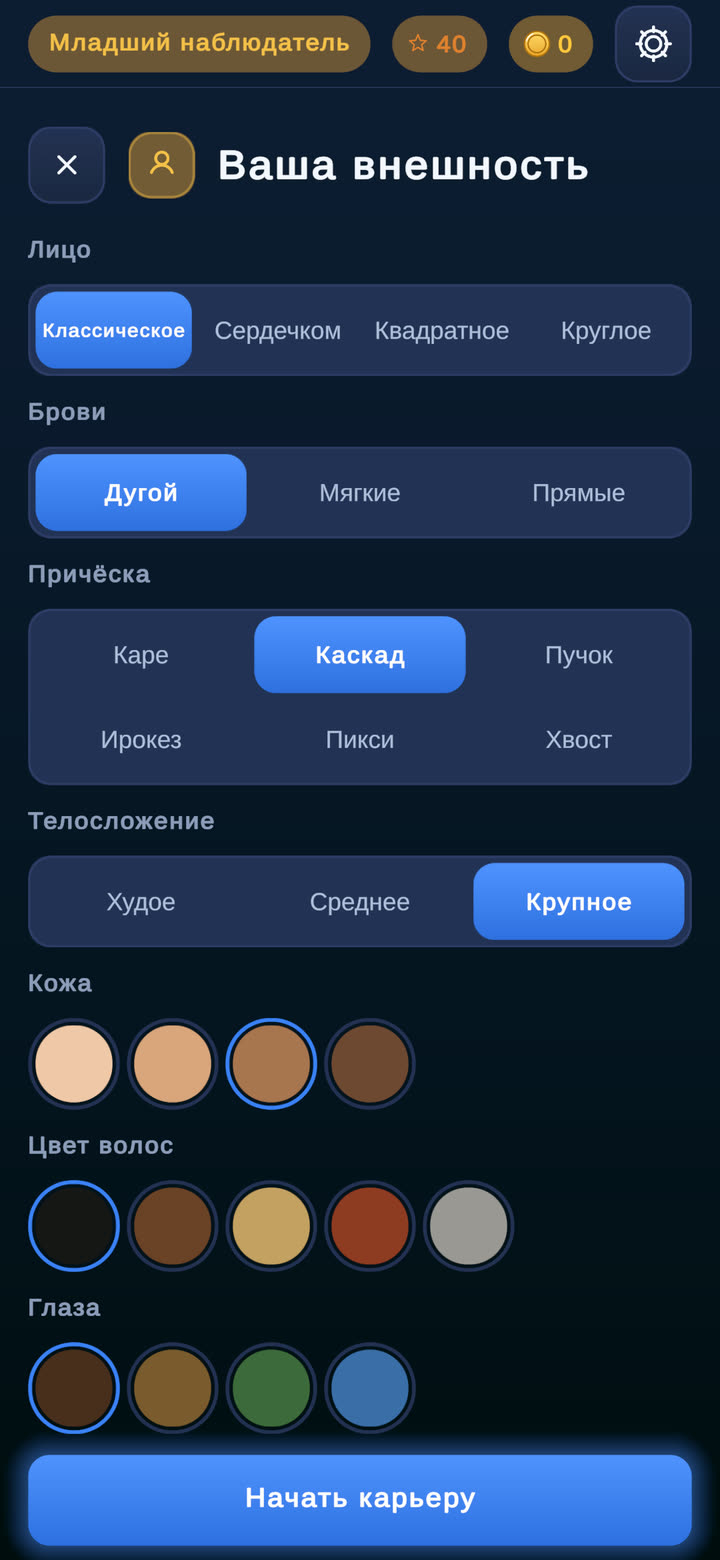 Младший наблюдатель 40 0
Ваша внешность
Лицо
Классическое Сердечком Квадратное Круглое
Брови
Дугой Мягкие Прямые
Причёска
Каре Каскад Пучок
Ирокез Пикси Хвост
Телосложение
Худое Среднее Крупное
Кожа
Цвет волос
Глаза
Начать карьеру